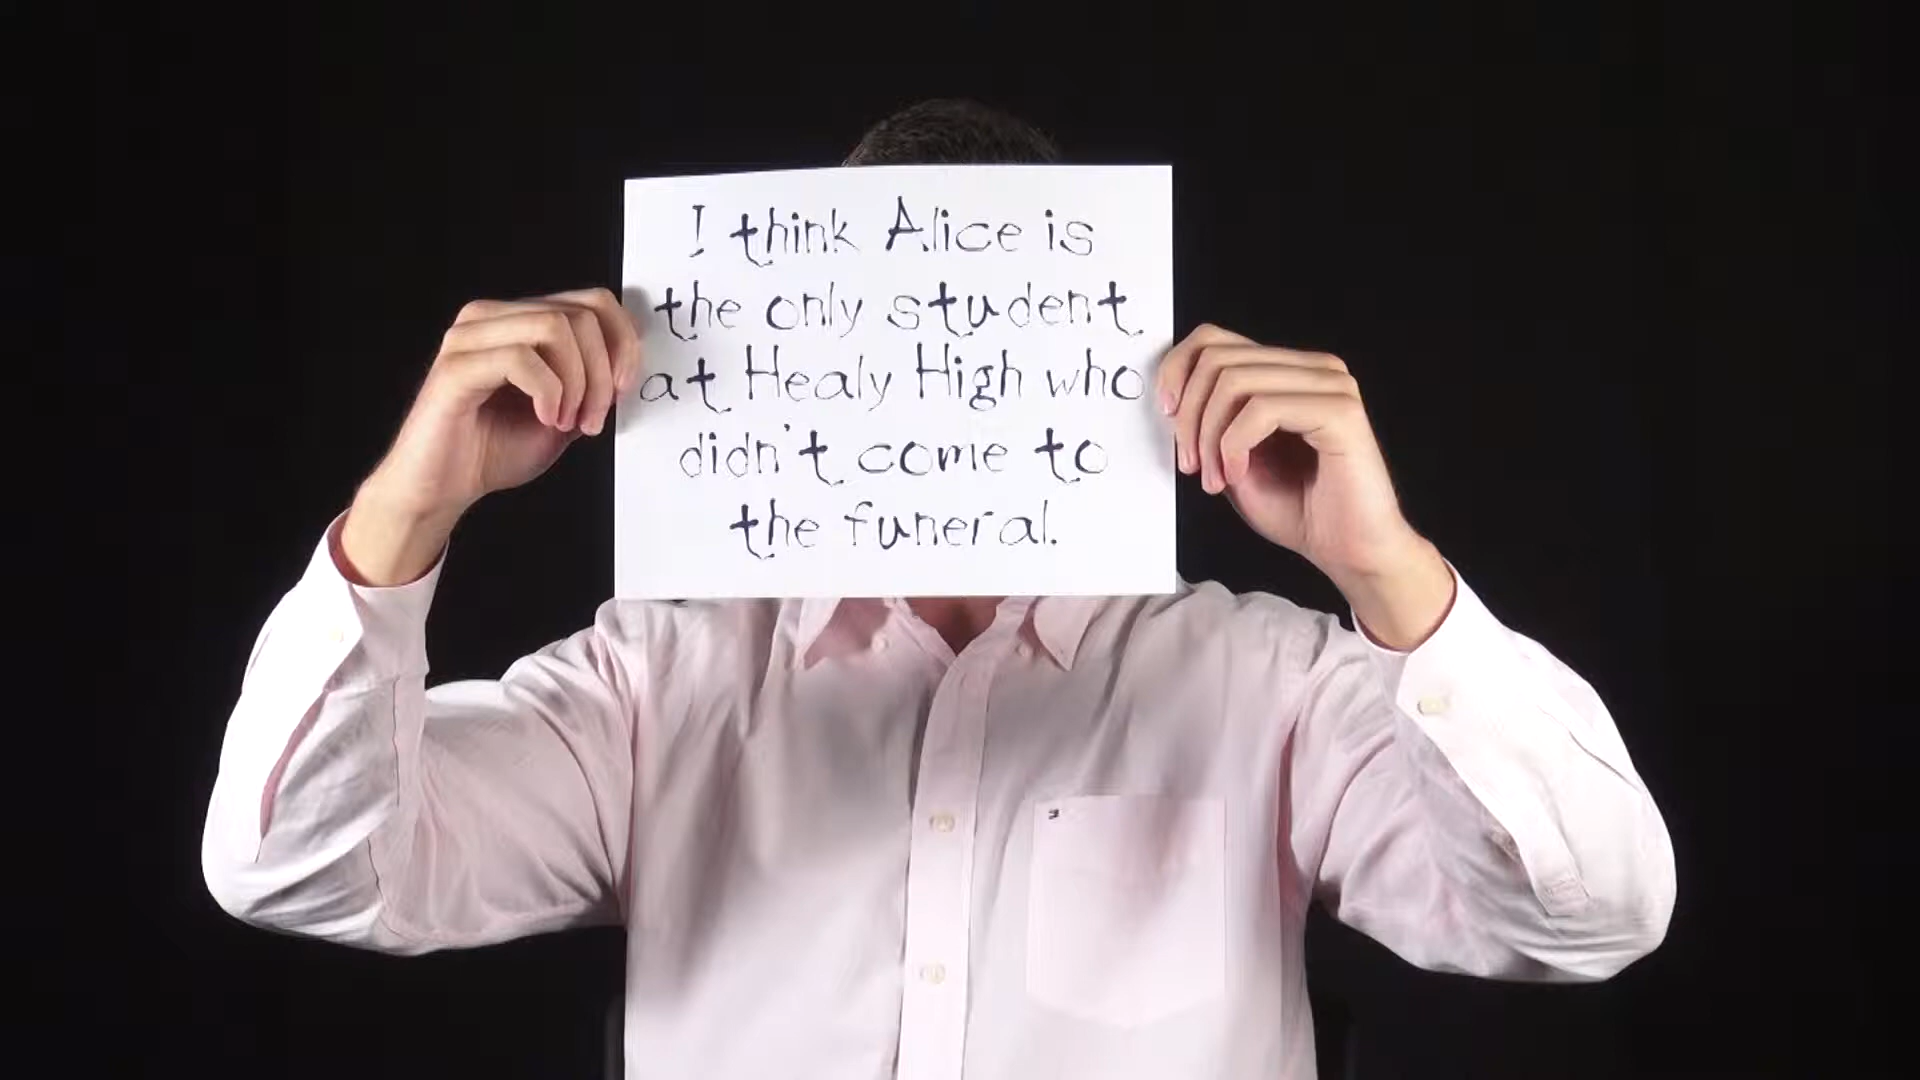 I think Alice is
the only student
at Healy High who
didn't come to
the funeral.